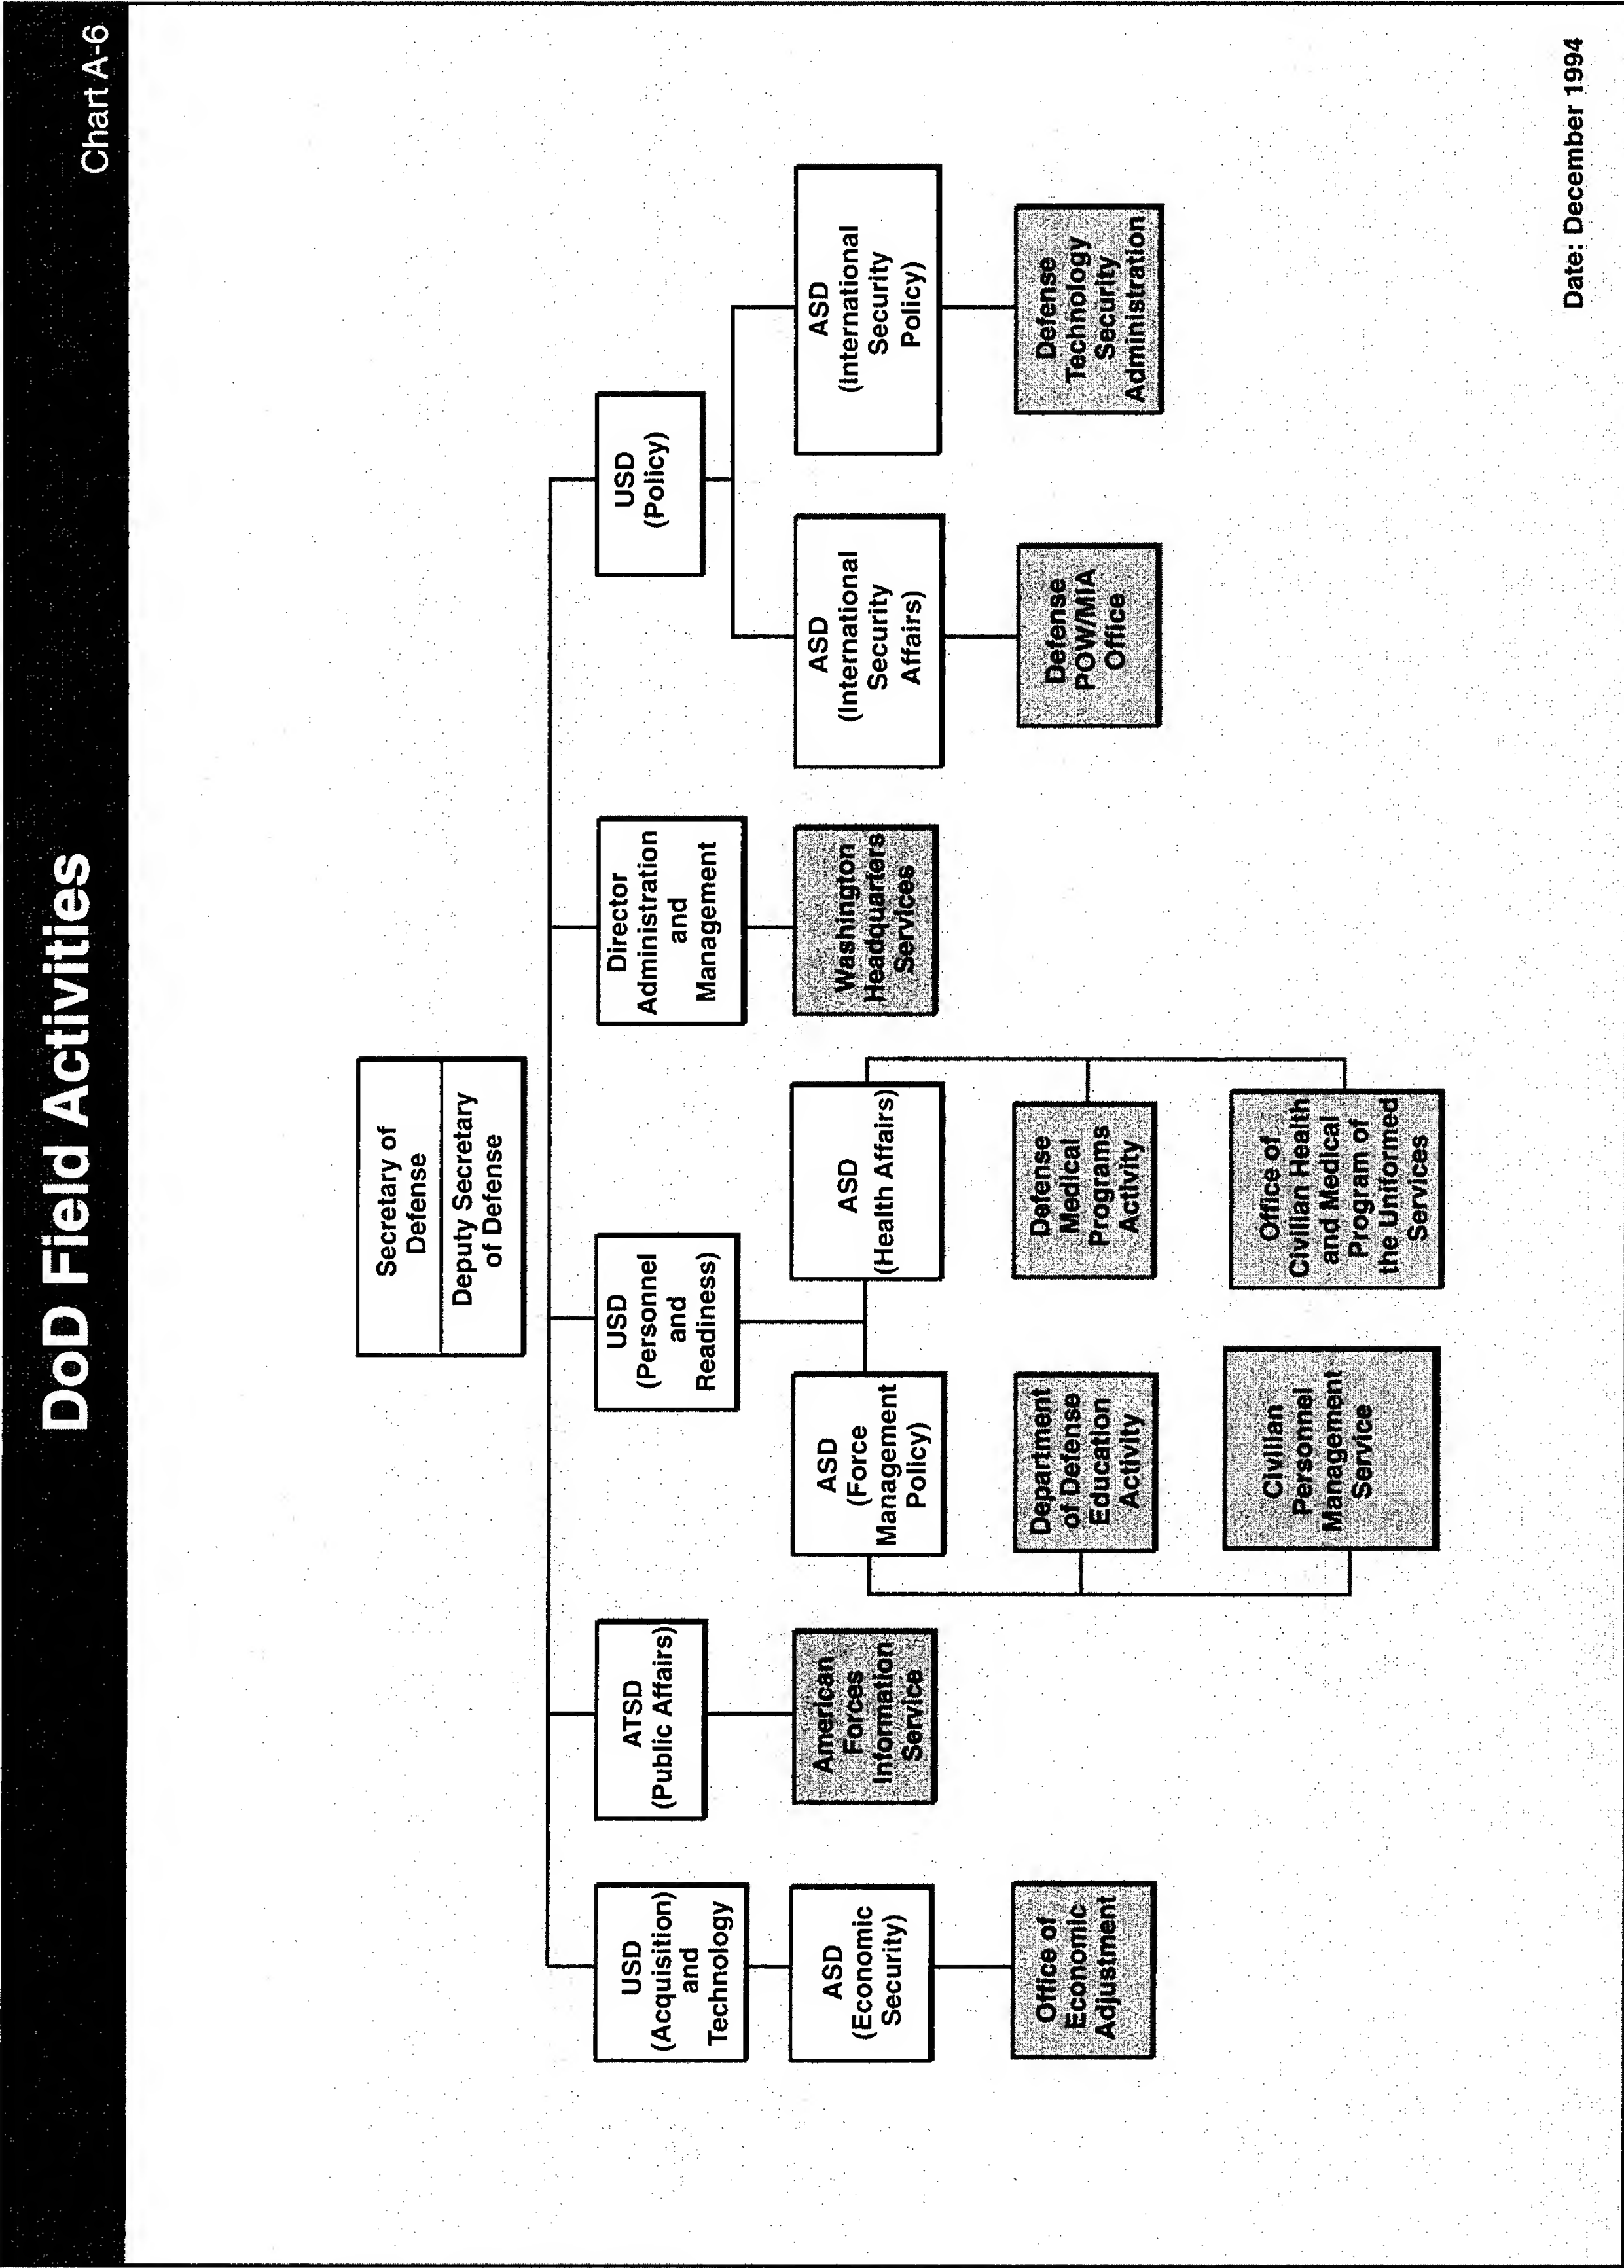 DoD Field Activities
Chart A-6
Secretary of
Defense
Deputy Secretary
of Defense
USD
(Acquisition)
and
Technology
ATSD
(Public Affairs)
USD
(Personnel
and
Readiness)
Director
Administration
and
Management
USD
(Policy)
ASD
(Economic
Security)
American
Forces
Information
Service
ASD
(Force
Management
Policy)
ASD
(Health Affairs)
Washington
Headquarters
Services
ASD
(International
Security
Affairs)
ASD
(International
Security
Policy)
Office of
Economic
Adjustment
Department
of Defense
Education
Activity
Defense
Medical
Programs
Activity
Defense
POW/MIA
Office
Defense
Technology
Security
Administration
Civilian
Personnel
Management
Service
Office of
Civilian Health
and Medical
Program of
the Uniformed
Services
Date: December 1994